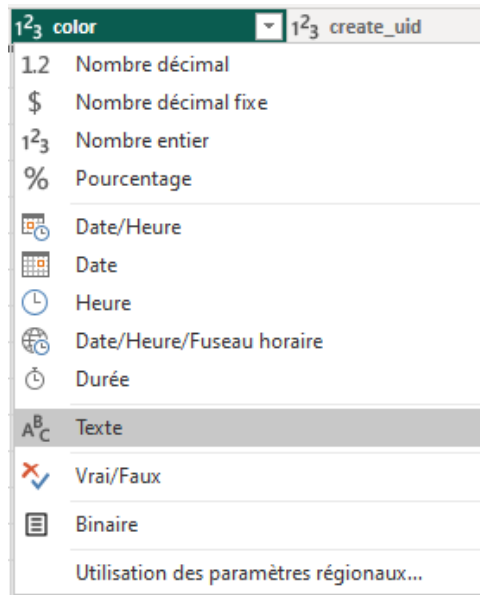 1²3 color 1²3 create_uid
1.2 Nombre décimal
$ Nombre décimal fixe
1²3 Nombre entier
% Pourcentage
Date/Heure
Date
Heure
Date/Heure/Fuseau horaire
Durée
ABC Texte
Vrai/Faux
Binaire
Utilisation des paramètres régionaux...